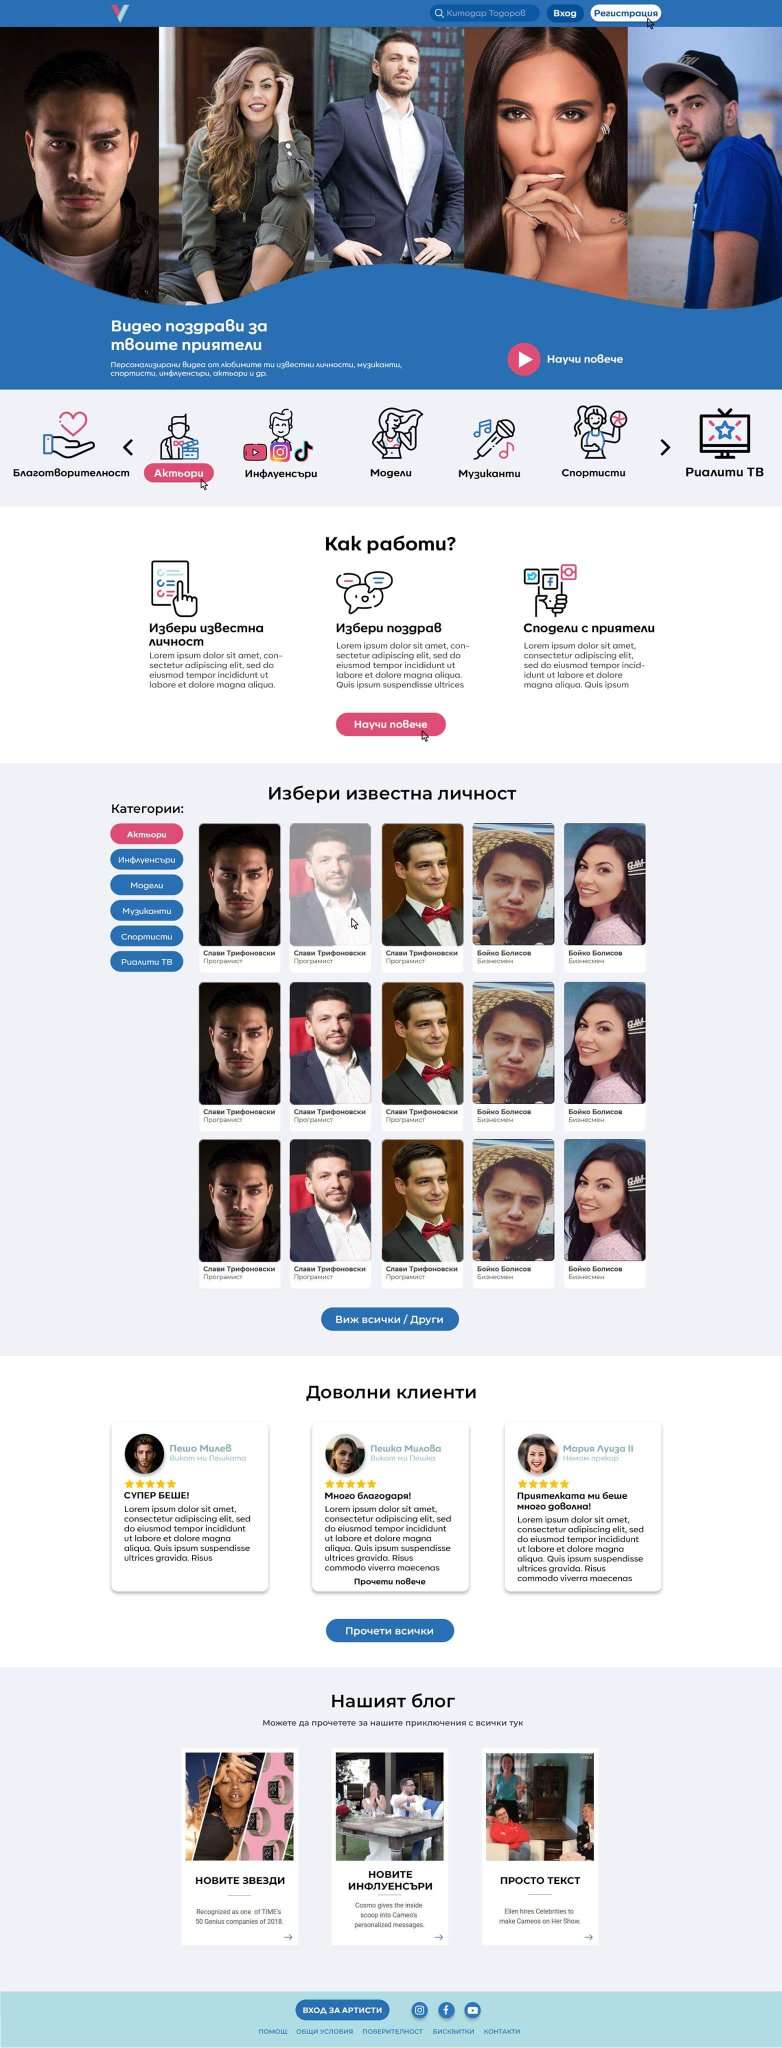 Китодар Тодоров
Вход
Регистрация
Видео поздрави за
твоите приятели
Персонализирани видеа от любимите ти известни личности, музиканти,
спортисти, инфлуенсъри, актьори и др.
Научи повече
Благотворителност
Актьори
Инфлуенсъри
Модели
Музиканти
Спортисти
Риалити ТВ
Как работи?
Избери известна
личност
Lorem ipsum dolor sit amet, con-
sectetur adipiscing elit, sed do
eiusmod tempor incididunt ut
labore et dolore magna aliqua.
Избери поздрав
Lorem ipsum dolor sit amet, con-
sectetur adipiscing elit, sed do
eiusmod tempor incididunt ut
labore et dolore magna aliqua.
Quis ipsum suspendisse ultrices
Сподели с приятели
Lorem ipsum dolor sit amet,
consectetur adipiscing elit,
sed do eiusmod tempor incid-
idunt ut labore et dolore
magna aliqua. Quis ipsum
Научи повече
Избери известна личност
Категории:
Актьори
Инфлуенсъри
Модели
Музиканти
Спортисти
Риалити ТВ
Слави Трифоновски
Програмист
Слави Трифоновски
Програмист
Слави Трифоновски
Програмист
Бойко Болисов
Бизнесмен
Бойко Болисов
Бизнесмен
Слави Трифоновски
Програмист
Слави Трифоновски
Програмист
Слави Трифоновски
Програмист
Бойко Болисов
Бизнесмен
Бойко Болисов
Бизнесмен
Слави Трифоновски
Програмист
Слави Трифоновски
Програмист
Слави Трифоновски
Програмист
Бойко Болисов
Бизнесмен
Бойко Болисов
Бизнесмен
Виж всички / Други
Доволни клиенти
Пешо Милев
Викат ми Пешката
СУПЕР БЕШЕ!
Lorem ipsum dolor sit amet,
consectetur adipiscing elit, sed
do eiusmod tempor incididunt
ut labore et dolore magna
aliqua. Quis ipsum suspendisse
ultrices gravida. Risus
Пешка Милова
Викат ми Пешка
Много благодаря!
Lorem ipsum dolor sit amet,
consectetur adipiscing elit, sed
do eiusmod tempor incididunt
ut labore et dolore magna
aliqua. Quis ipsum suspendisse
ultrices gravida. Risus
commodo viverra maecenas
Прочети повече
Мария Луиза II
Нямам прякор
Приятелката ми беше
много доволна!
Lorem ipsum dolor sit amet,
consectetur adipiscing elit, sed
do eiusmod tempor incididunt
ut labore et dolore magna
aliqua. Quis ipsum suspendisse
ultrices gravida. Risus
commodo viverra maecenas
Прочети всички
Нашият блог
Можете да прочетете за нашите приключения с всички тук
НОВИТЕ ЗВЕЗДИ
Recognized as one of TIME's
50 Genius companies of 2018.
НОВИТЕ
ИНФЛУЕНСЪРИ
Cosmo gives the inside
scoop into Cameo's
personalized messages.
ПРОСТО ТЕКСТ
Ellen hires Celebrities to
make Cameos on Her Show.
ВХОД ЗА АРТИСТИ
ПОМОЩ
ОБЩИ УСЛОВИЯ
ПОВЕРИТЕЛНОСТ
БИСКВИТКИ
КОНТАКТИ